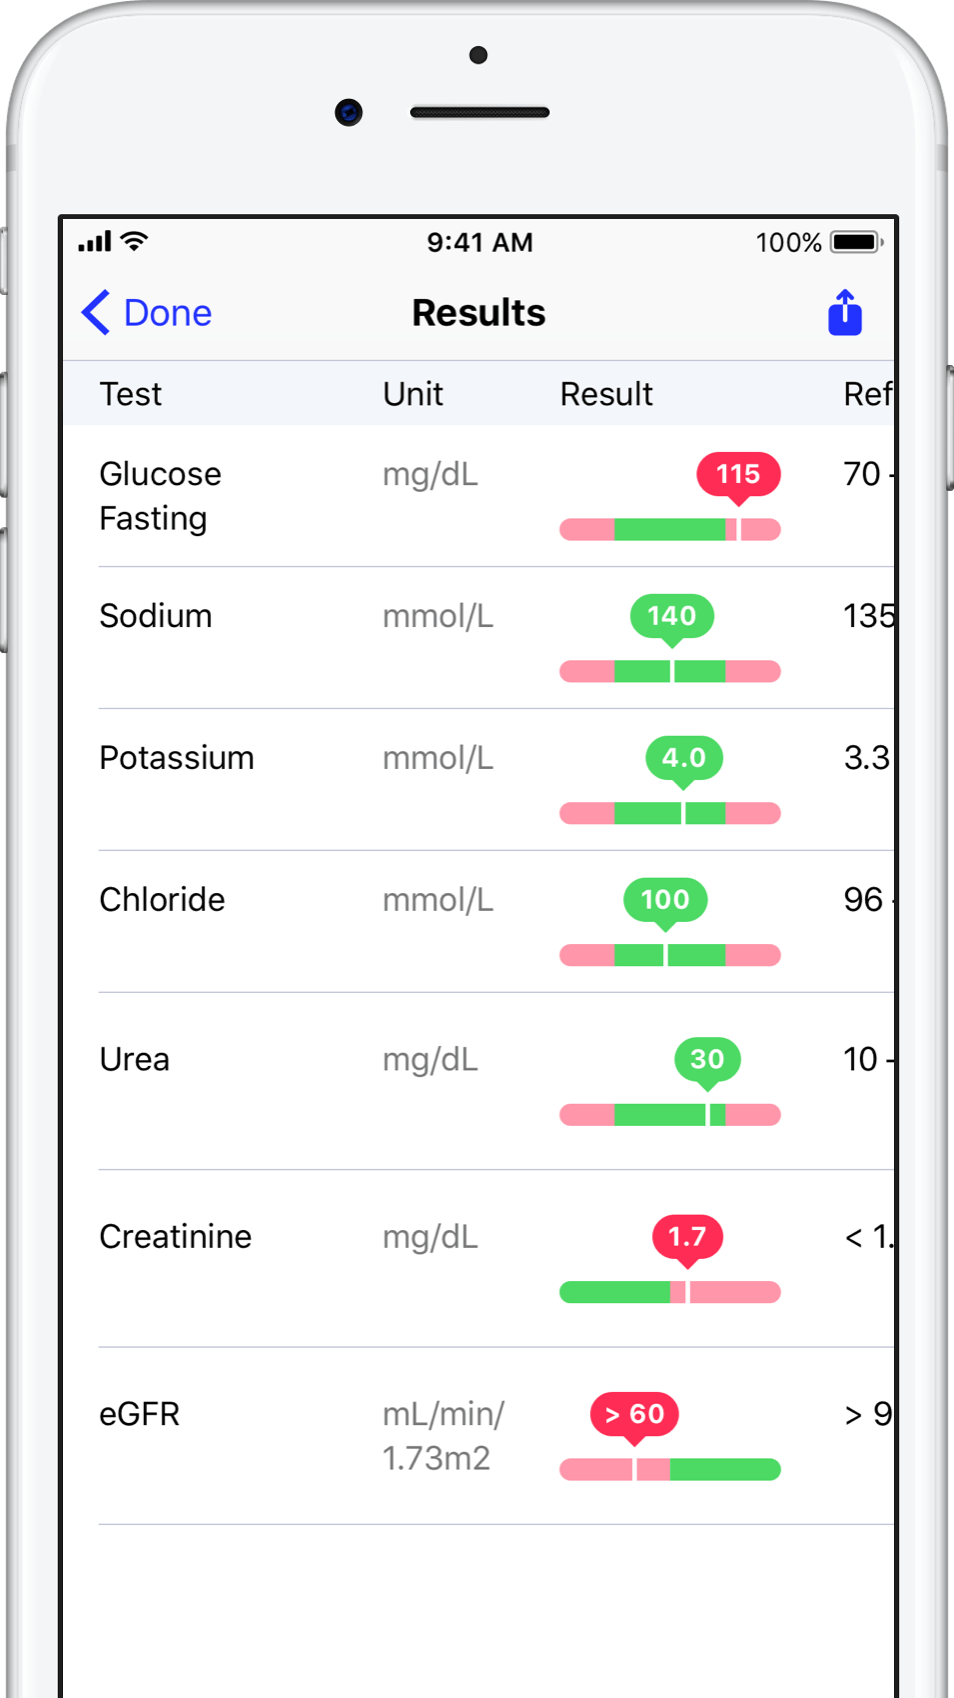 9:41 AM 100%
Done Results
Test Unit Result Ref
Glucose mg/dL 115 70 -
Fasting
Sodium mmol/L 140 135
Potassium mmol/L 4.0 3.3
Chloride mmol/L 100 96 -
Urea mg/dL 30 10 -
Creatinine mg/dL 1.7 < 1.
eGFR mL/min/ > 60 > 9
1.73m2